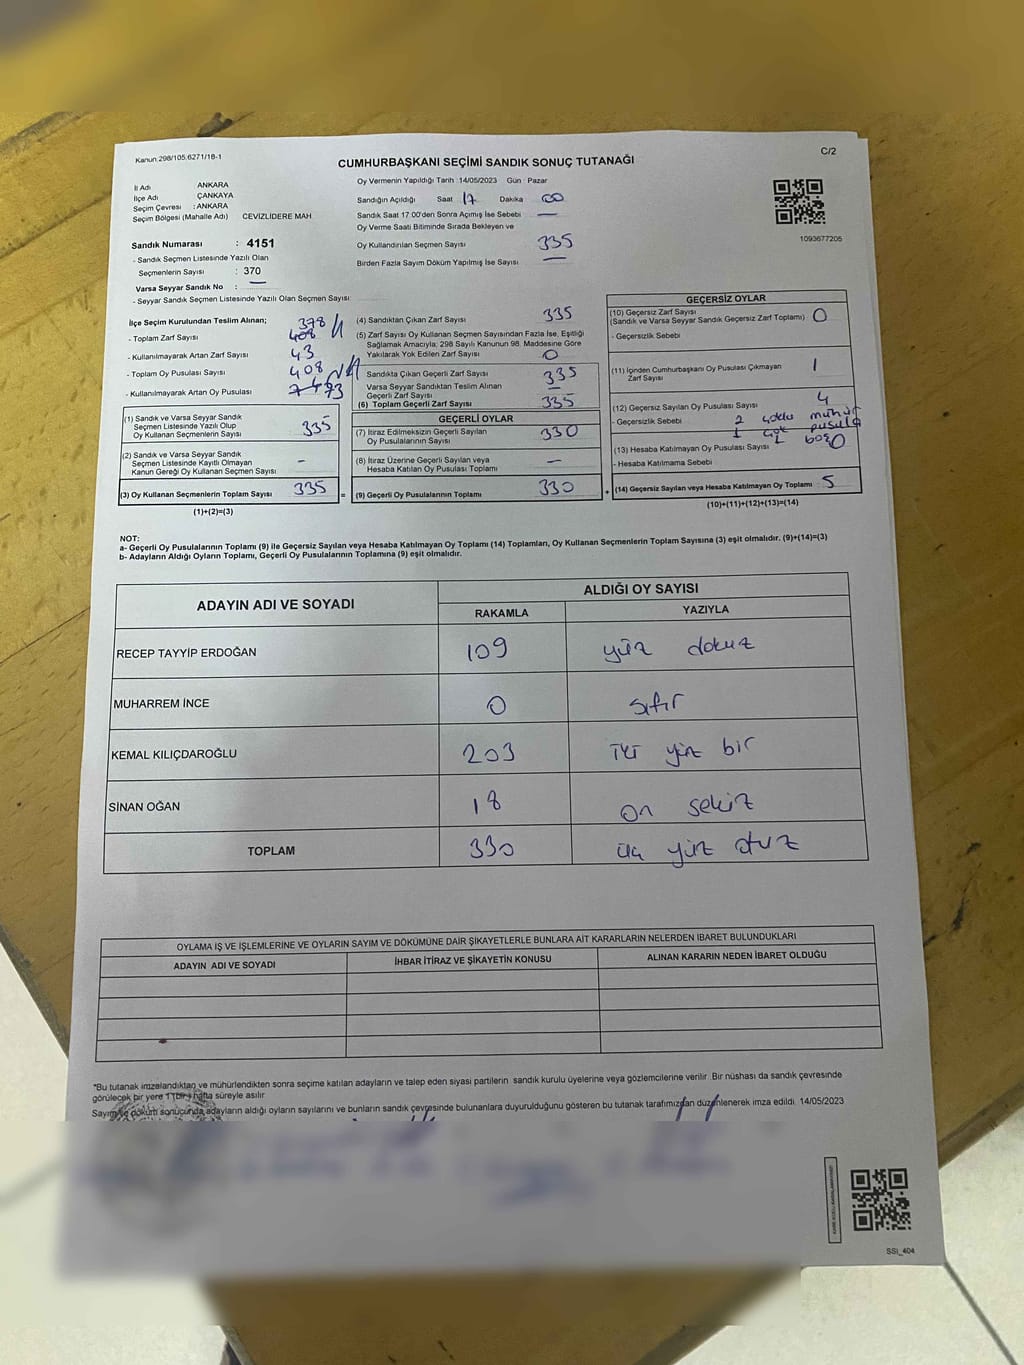 Kanun.298/105.6271/18-1
C/2
CUMHURBAŞKANI SEÇİMİ SANDIK SONUÇ TUTANAĞI
İl Adı ANKARA
İlçe Adı ÇANKAYA
Seçim Çevresi : ANKARA
Seçim Bölgesi (Mahalle Adı) CEVİZLİDERE MAH
Sandık Numarası : 4151
- Sandık Seçmen Listesinde Yazılı Olan
Seçmenlerin Sayısı : 370
Varsa Seyyar Sandık No : —
- Seyyar Sandık Seçmen Listesinde Yazılı Olan Seçmen Sayısı
Oy Vermenin Yapıldığı Tarih :14/05/2023 Gün : Pazar
Sandığın Açıldığı Saat 17 Dakika 00
Sandık Saat 17.00'den Sonra Açımış İse Sebebi —
Oy Verme Saati Bitiminde Sırada Bekleyen ve
Oy Kullandırılan Seçmen Sayısı 335
Birden Fazla Sayım Döküm Yapılmış İse Sayısı —
1093677205
İlçe Seçim Kurulundan Teslim Alınan; 378
- Toplam Zarf Sayısı 408
- Kullanılmayarak Artan Zarf Sayısı 43
- Toplam Oy Pusulası Sayısı 408
- Kullanılmayarak Artan Oy Pusulası 73
(1) Sandık ve Varsa Seyyar Sandık
Seçmen Listesinde Yazılı Olup
Oy Kullanan Seçmenlerin Sayısı 335
(2) Sandık ve Varsa Seyyar Sandık
Seçmen Listesinde Kayıtlı Olmayan
Kanun Gereği Oy Kullanan Seçmen Sayısı –
(3) Oy Kullanan Seçmenlerin Toplam Sayısı 335 =
(1)+(2)=(3)
(4) Sandıktan Çıkan Zarf Sayısı 335
(5) Zarf Sayısı Oy Kullanan Seçmen Sayısından Fazla İse, Eşitliği
Sağlamak Amacıyla; 298 Sayılı Kanunun 98. Maddesine Göre
Yakılarak Yok Edilen Zarf Sayısı 0
Sandıkta Çıkan Geçerli Zarf Sayısı 335
Varsa Seyyar Sandıktan Teslim Alınan
Geçerli Zarf Sayısı —
(6) Toplam Geçerli Zarf Sayısı 335
GEÇERLİ OYLAR
(7) İtiraz Edilmeksizin Geçerli Sayılan
Oy Pusulalarının Sayısı 330
(8) İtiraz Üzerine Geçerli Sayılan veya
Hesaba Katılan Oy Pusulası Toplamı —
(9) Geçerli Oy Pusulalarının Toplamı 330 +
GEÇERSİZ OYLAR
(10) Geçersiz Zarf Sayısı
(Sandık ve Varsa Seyyar Sandık Geçersiz Zarf Toplamı) 0
- Geçersizlik Sebebi
(11) İçinden Cumhurbaşkanı Oy Pusulası Çıkmayan
Zarf Sayısı 1
(12) Geçersiz Sayılan Oy Pusulası Sayısı 4
- Geçersizlik Sebebi 2 çoklu mühür
1 pusula
(13) Hesaba Katılmayan Oy Pusulası Sayısı boş 0
- Hesaba Katılmama Sebebi
(14) Geçersiz Sayılan veya Hesaba Katılmayan Oy Toplamı 5
(10)+(11)+(12)+(13)=(14)
NOT:
a- Geçerli Oy Pusulalarının Toplamı (9) ile Geçersiz Sayılan veya Hesaba Katılmayan Oy Toplamı (14) Toplamları, Oy Kullanan Seçmenlerin Toplam Sayısına (3) eşit olmalıdır. (9)+(14)=(3)
b- Adayların Aldığı Oyların Toplamı, Geçerli Oy Pusulalarının Toplamına (9) eşit olmalıdır.
ADAYIN ADI VE SOYADI
ALDIĞI OY SAYISI
RAKAMLA YAZIYLA
RECEP TAYYİP ERDOĞAN 109 yüz dokuz
MUHARREM İNCE 0 sıfır
KEMAL KILIÇDAROĞLU 203 iki yüz bir
SİNAN OĞAN 18 on sekiz
TOPLAM 330 üç yüz otuz
OYLAMA İŞ VE İŞLEMLERİNE VE OYLARIN SAYIM VE DÖKÜMÜNE DAİR ŞİKAYETLERLE BUNLARA AİT KARARLARIN NELERDEN İBARET BULUNDUKLARI
ADAYIN ADI VE SOYADI İHBAR İTİRAZ VE ŞİKAYETİN KONUSU ALINAN KARARIN NEDEN İBARET OLDUĞU
*Bu tutanak imzalandıktan ve mühürlendikten sonra seçime katılan adayların ve talep eden siyasi partilerin sandık kurulu üyelerine veya gözlemcilerine verilir. Bir nüshası da sandık çevresinde
görülecek bir yere 1 (bir) hafta süreyle asılır.
Sayım ve döküm sonucunda adayların aldığı oyların sayılarını ve bunların sandık çevresinde bulunanlara duyurulduğunu gösteren bu tutanak tarafımızdan düzenlenerek imza edildi. 14/05/2023
SSİ_404